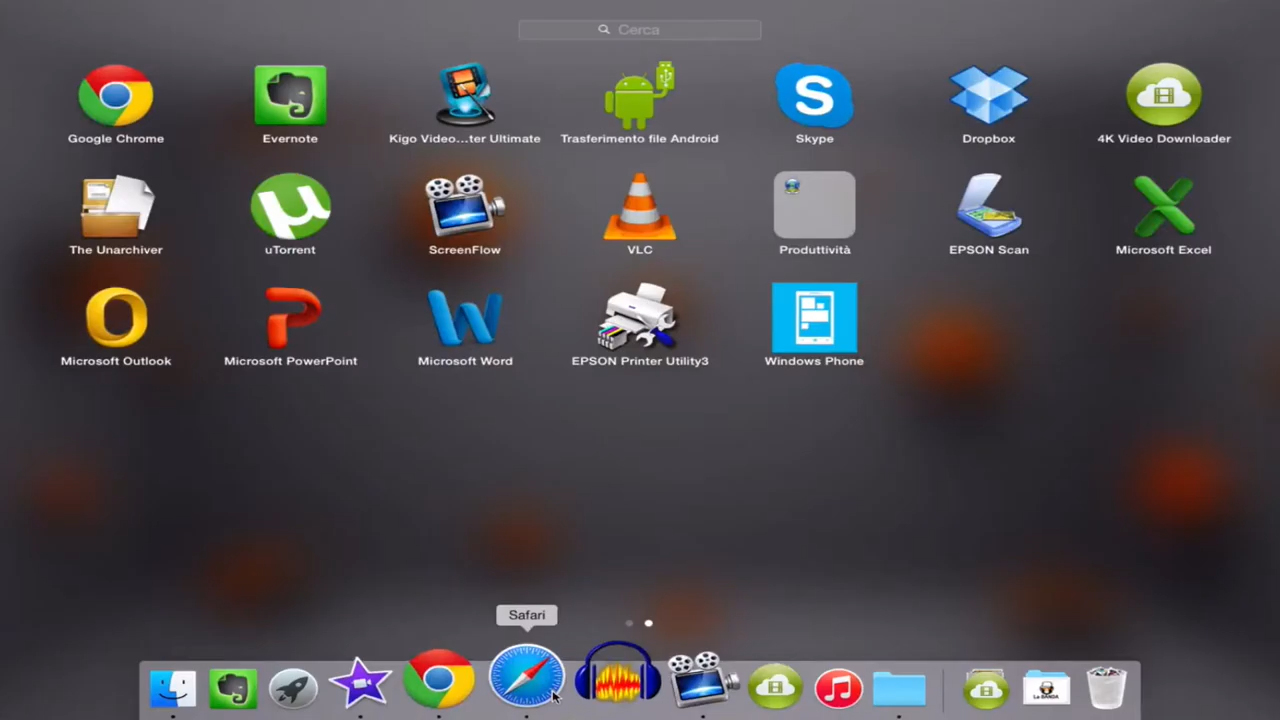 Cerca
Google Chrome
Evernote
Kigo Video...ter Ultimate
Trasferimento file Android
Skype
Dropbox
4K Video Downloader
The Unarchiver
uTorrent
ScreenFlow
VLC
Produttività
EPSON Scan
Microsoft Excel
Microsoft Outlook
Microsoft PowerPoint
Microsoft Word
EPSON Printer Utility3
Windows Phone
Safari